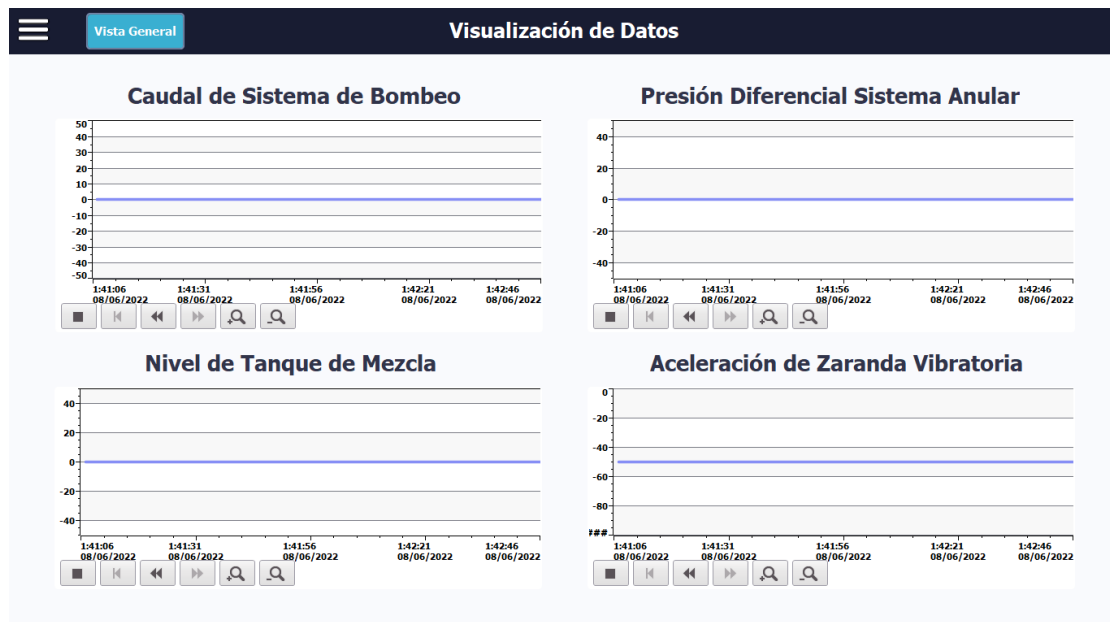 Vista General
Visualización de Datos
Caudal de Sistema de Bombeo
50
40
30
20
10
0
-10
-20
-30
-40
-50
1:41:06 1:41:31 1:41:56 1:42:21 1:42:46
08/06/2022 08/06/2022 08/06/2022 08/06/2022 08/06/2022
Presión Diferencial Sistema Anular
40
20
0
-20
-40
1:41:06 1:41:31 1:41:56 1:42:21 1:42:46
08/06/2022 08/06/2022 08/06/2022 08/06/2022 08/06/2022
Nivel de Tanque de Mezcla
40
20
0
-20
-40
1:41:06 1:41:31 1:41:56 1:42:21 1:42:46
08/06/2022 08/06/2022 08/06/2022 08/06/2022 08/06/2022
Aceleración de Zaranda Vibratoria
0
-20
-40
-60
-80
###
1:41:06 1:41:31 1:41:56 1:42:21 1:42:46
08/06/2022 08/06/2022 08/06/2022 08/06/2022 08/06/2022